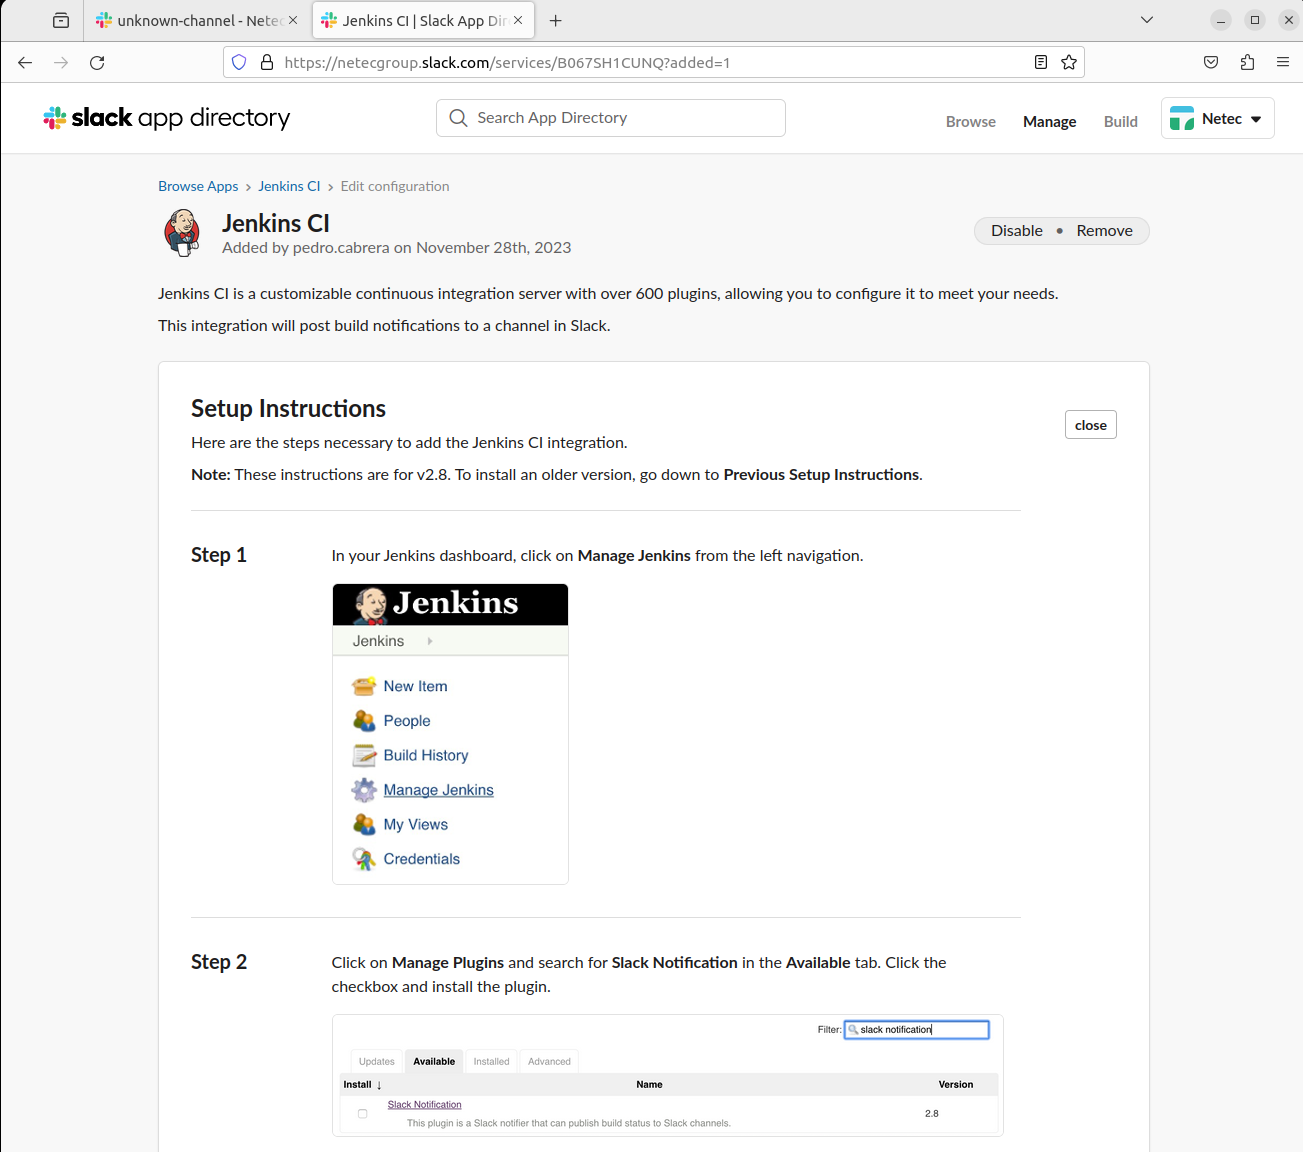 unknown-channel - Netec
Jenkins CI | Slack App Dir
https://netecgroup.slack.com/services/B067SH1CUNQ?added=1
slack app directory
Search App Directory
Browse
Manage
Build
Netec
Browse Apps › Jenkins CI › Edit configuration
Jenkins CI
Added by pedro.cabrera on November 28th, 2023
Disable • Remove
Jenkins CI is a customizable continuous integration server with over 600 plugins, allowing you to configure it to meet your needs.
This integration will post build notifications to a channel in Slack.
Setup Instructions
close
Here are the steps necessary to add the Jenkins CI integration.
Note: These instructions are for v2.8. To install an older version, go down to Previous Setup Instructions.
Step 1
In your Jenkins dashboard, click on Manage Jenkins from the left navigation.
Jenkins
Jenkins
New Item
People
Build History
Manage Jenkins
My Views
Credentials
Step 2
Click on Manage Plugins and search for Slack Notification in the Available tab. Click the
checkbox and install the plugin.
Filter: slack notification
Updates Available Installed Advanced
Install ↓ Name Version
Slack Notification
2.8
This plugin is a Slack notifier that can publish build status to Slack channels.